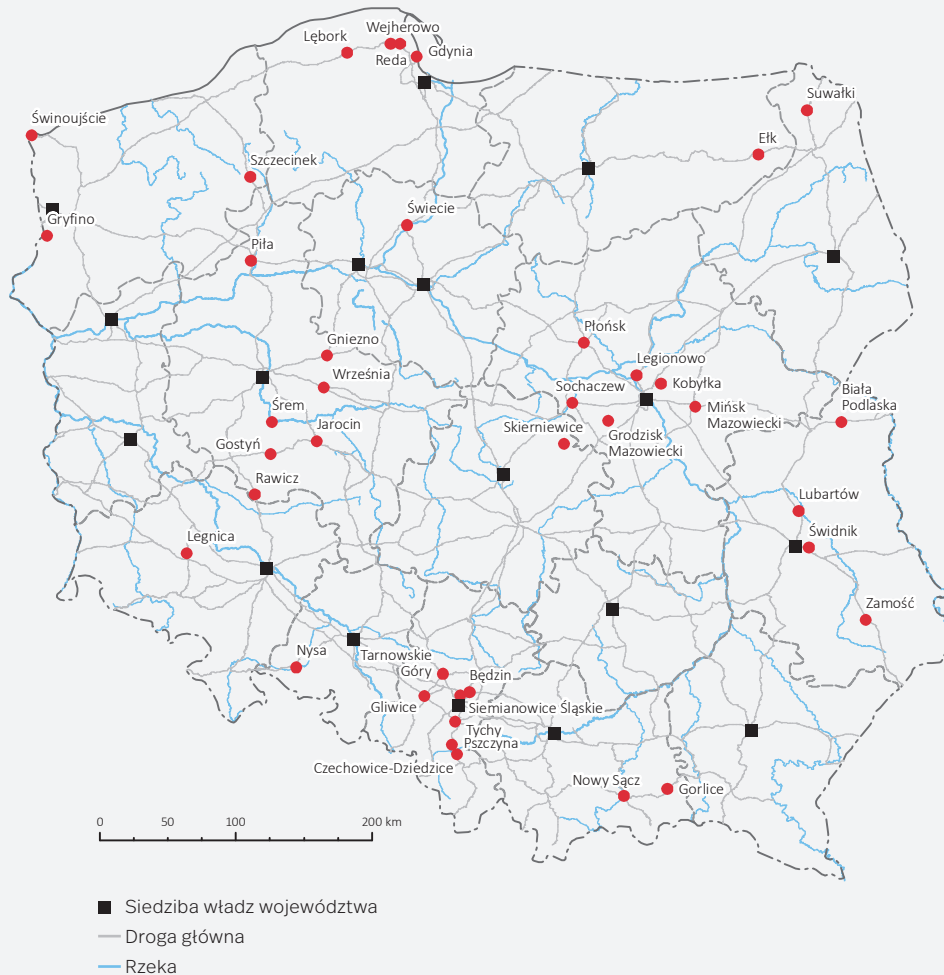 Wejherowo
Lębork
Reda
Gdynia
Suwałki
Świnoujście
Ełk
Szczecinek
Świecie
Gryfino
Piła
Płońsk
Gniezno
Legionowo
Września
Sochaczew
Kobyłka
Biała
Podlaska
Śrem
Jarocin
Mińsk
Mazowiecki
Skierniewice
Grodzisk
Mazowiecki
Gostyń
Rawicz
Lubartów
Legnica
Świdnik
Zamość
Nysa
Tarnowskie
Góry
Będzin
Gliwice
Siemianowice Śląskie
Tychy
Pszczyna
Czechowice-Dziedzice
Nowy Sącz
Gorlice
0 50 100 200 km
Siedziba władz województwa
Droga główna
Rzeka